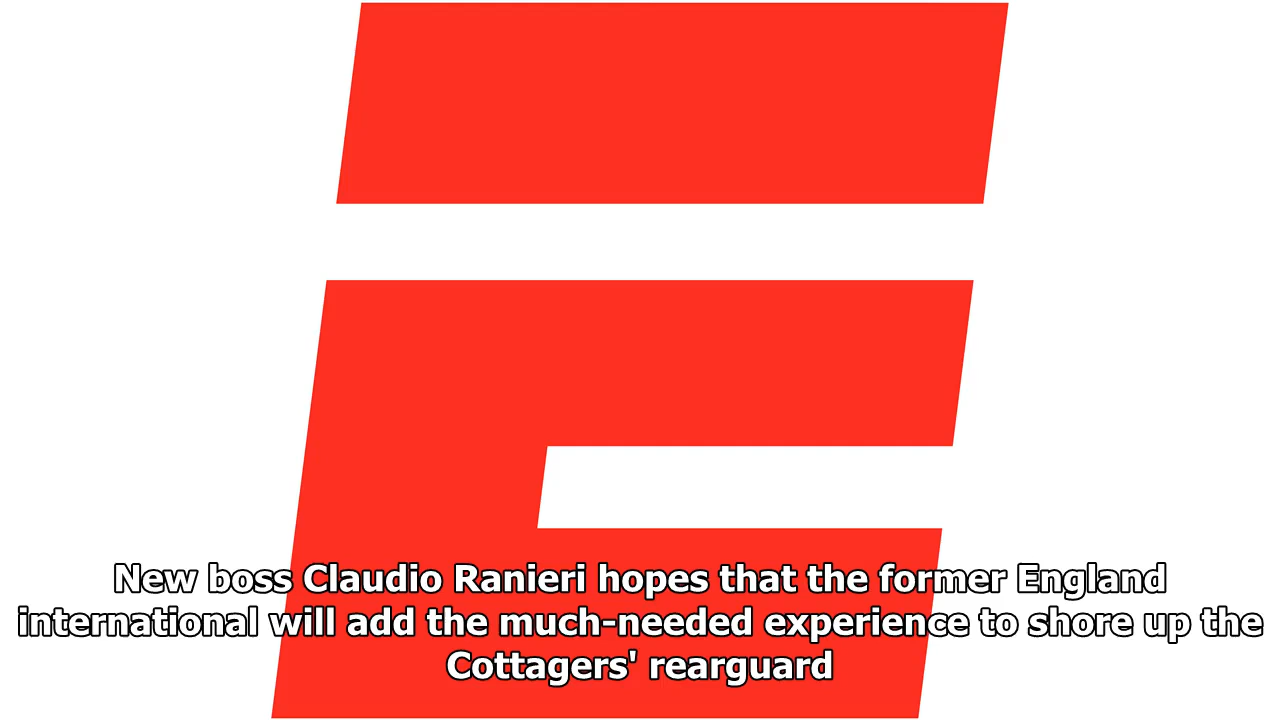 New boss Claudio Ranieri hopes that the former England
international will add the much-needed experience to shore up the
Cottagers' rearguard